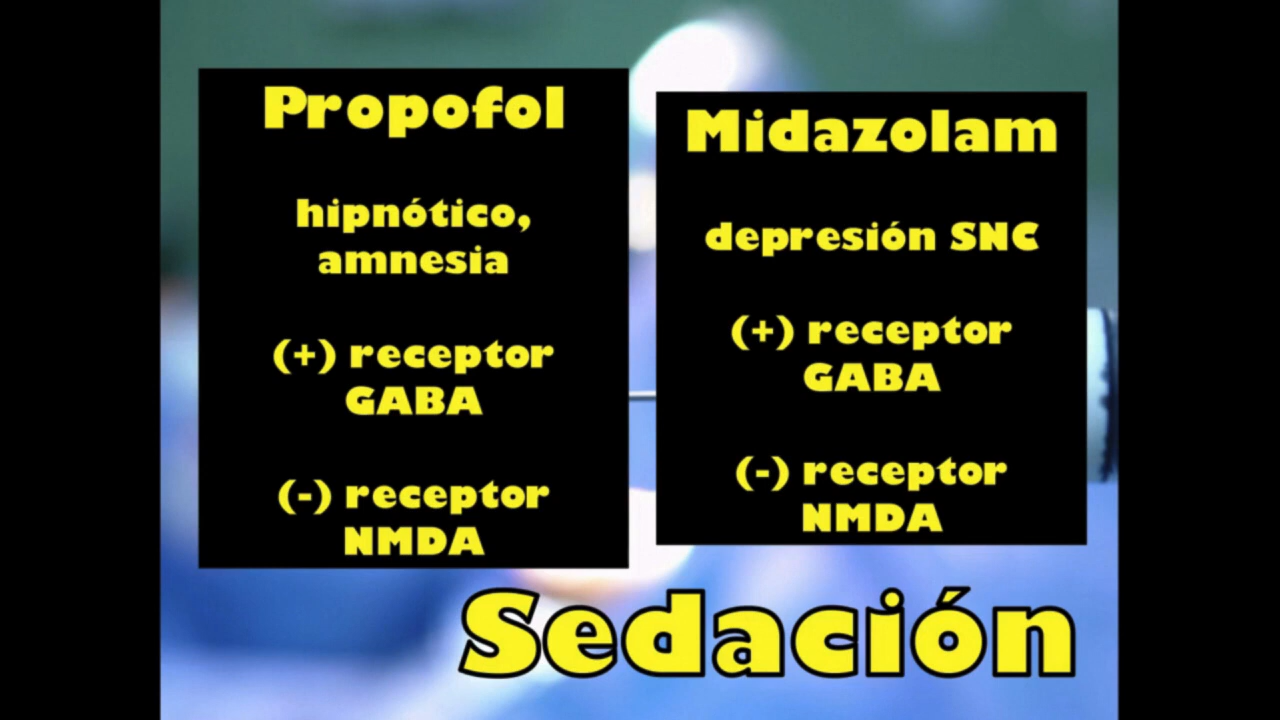 Propofol
hipnótico,
amnesia
(+) receptor
GABA
(-) receptor
NMDA
Midazolam
depresión SNC
(+) receptor
GABA
(-) receptor
NMDA
Sedación